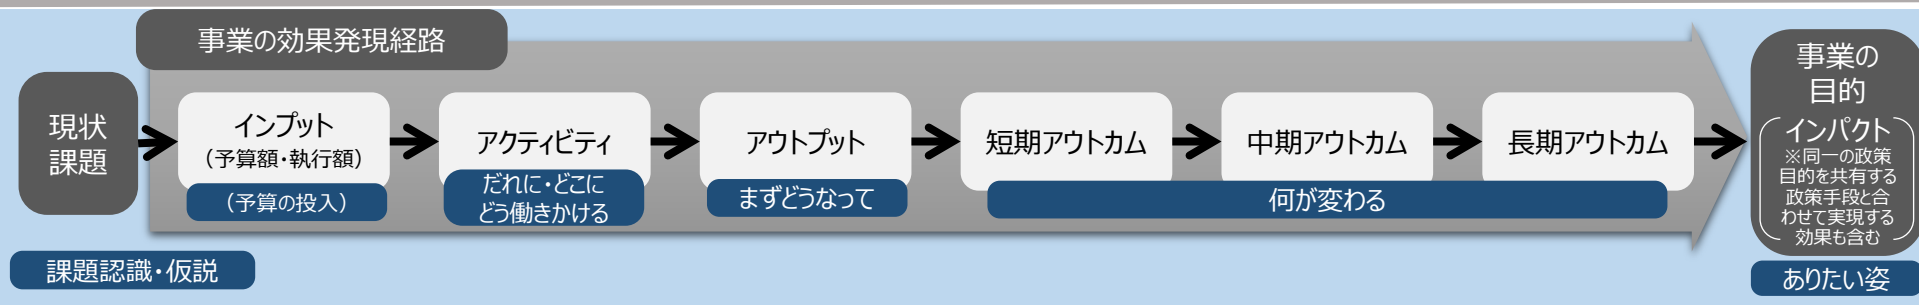 事業の効果発現経路
現状
課題
インプット
（予算額・執行額）
（予算の投入）
アクティビティ
だれに・どこに
どう働きかける
アウトプット
まずどうなって
短期アウトカム
中期アウトカム
長期アウトカム
何が変わる
事業の
目的
インパクト
※同一の政策
目的を共有する
政策手段と合
わせて実現する
効果も含む
課題認識・仮説
ありたい姿